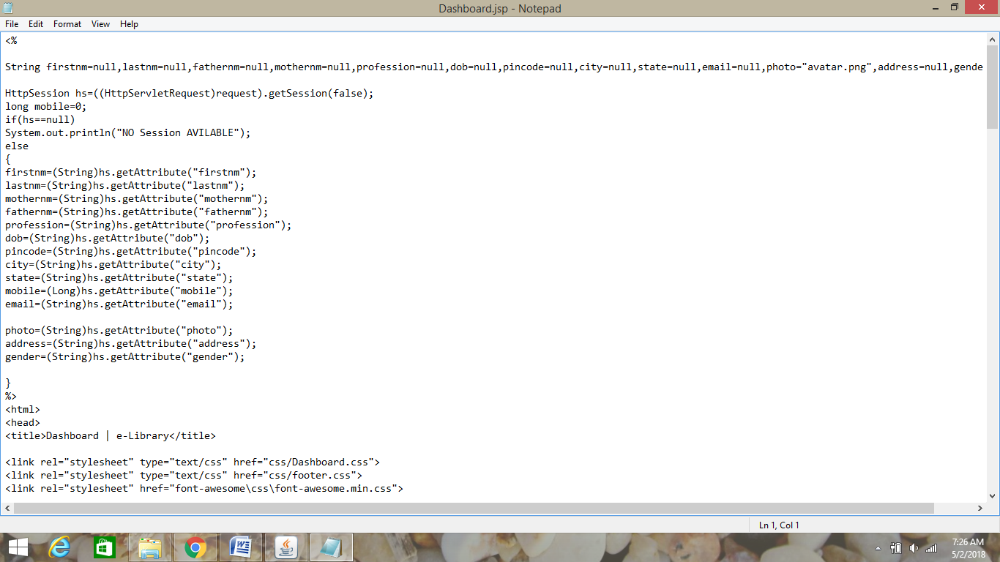 Dashboard.jsp - Notepad
File Edit Format View Help
<%
String firstnm=null,lastnm=null,fathernm=null,mothernm=null,profession=null,dob=null,pincode=null,city=null,state=null,email=null,photo="avatar.png",address=null,gende
HttpSession hs=((HttpServletRequest)request).getSession(false);
long mobile=0;
if(hs==null)
System.out.println("NO Session AVILABLE");
else
{
firstnm=(String)hs.getAttribute("firstnm");
lastnm=(String)hs.getAttribute("lastnm");
mothernm=(String)hs.getAttribute("mothernm");
fathernm=(String)hs.getAttribute("fathernm");
profession=(String)hs.getAttribute("profession");
dob=(String)hs.getAttribute("dob");
pincode=(String)hs.getAttribute("pincode");
city=(String)hs.getAttribute("city");
state=(String)hs.getAttribute("state");
mobile=(Long)hs.getAttribute("mobile");
email=(String)hs.getAttribute("email");
photo=(String)hs.getAttribute("photo");
address=(String)hs.getAttribute("address");
gender=(String)hs.getAttribute("gender");
}
%>
<html>
<head>
<title>Dashboard | e-Library</title>
<link rel="stylesheet" type="text/css" href="css/Dashboard.css">
<link rel="stylesheet" type="text/css" href="css/footer.css">
<link rel="stylesheet" href="font-awesome\css\font-awesome.min.css">
Ln 1, Col 1
7:26 AM
5/2/2018